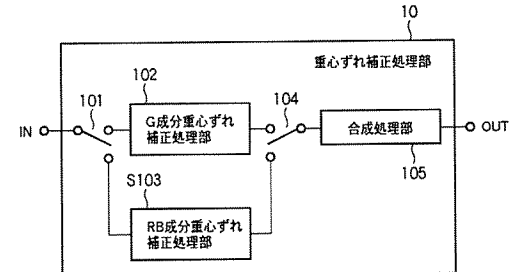 10
重心ずれ補正処理部
102
101
104
IN
G成分重心ずれ
補正処理部
合成処理部
OUT
105
S103
RB成分重心ずれ
補正処理部